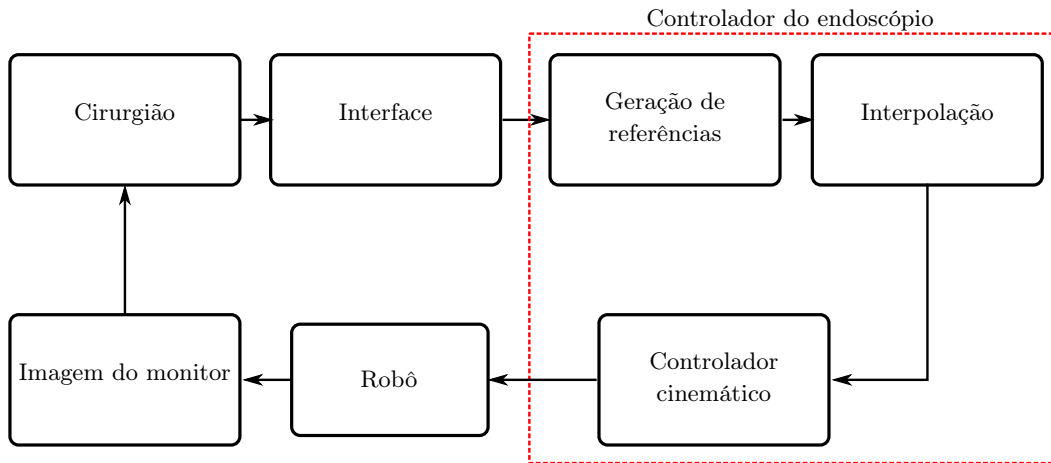 Controlador do endoscópio
Cirurgião
Interface
Geração de
referências
Interpolação
Imagem do monitor
Robô
Controlador
cinemático